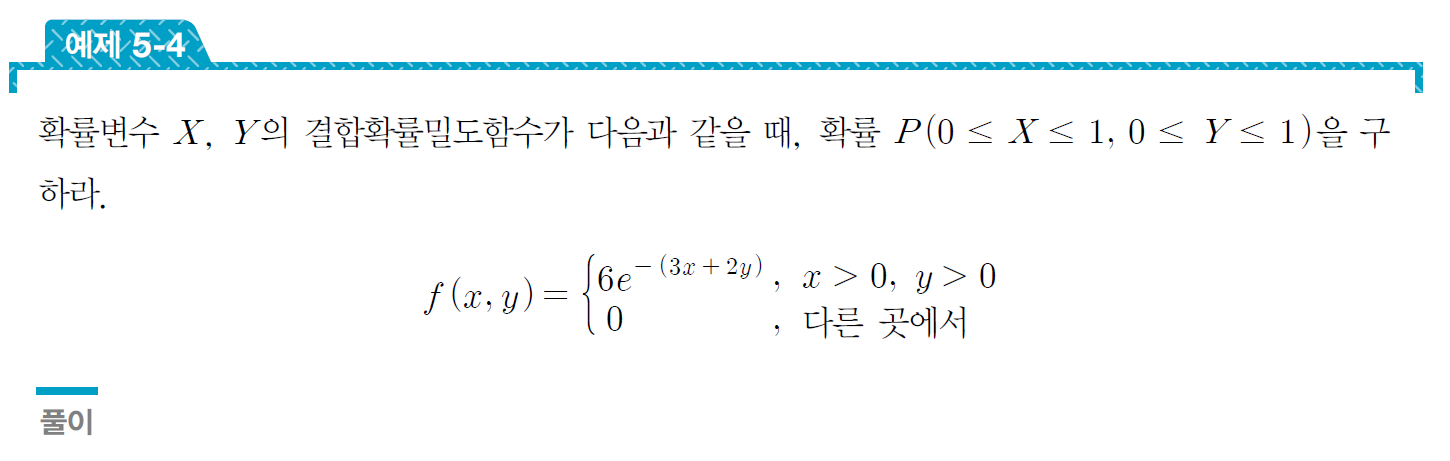 예제 5-4
확률변수 X, Y의 결합확률밀도함수가 다음과 같을 때, 확률 P(0 ≤ X ≤ 1, 0 ≤ Y ≤ 1)을 구
하라.
f(x, y) = { 6e^{-(3x+2y)}, x > 0, y > 0
0 , 다른 곳에서
풀이